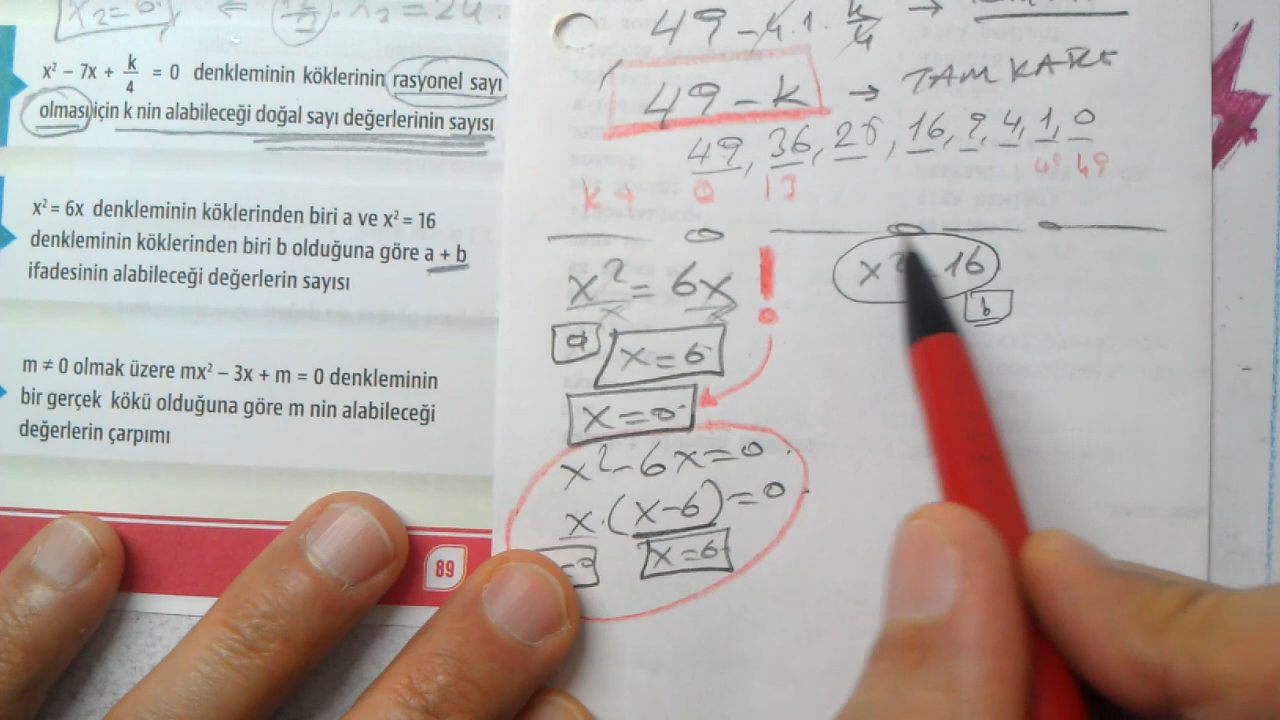 x² – 7x + k/4 = 0 denkleminin köklerinin rasyonel sayı
olması için k nin alabileceği doğal sayı değerlerinin sayısı
x² = 6x denkleminin köklerinden biri a ve x² = 16
denkleminin köklerinden biri b olduğuna göre a + b
ifadesinin alabileceği değerlerin sayısı
m ≠ 0 olmak üzere mx² – 3x + m = 0 denkleminin
bir gerçek kökü olduğuna göre m nin alabileceği
değerlerin çarpımı
89
49 – 4.1. k/4 →
49 – k → TAM KARE
49, 36, 25, 16, 9, 4, 1, 0
k → 0 13 48 49
x² = 6x !
a x = 6
x = 0
x² – 6x = 0
x.(x–6) = 0
x = 6
16
b